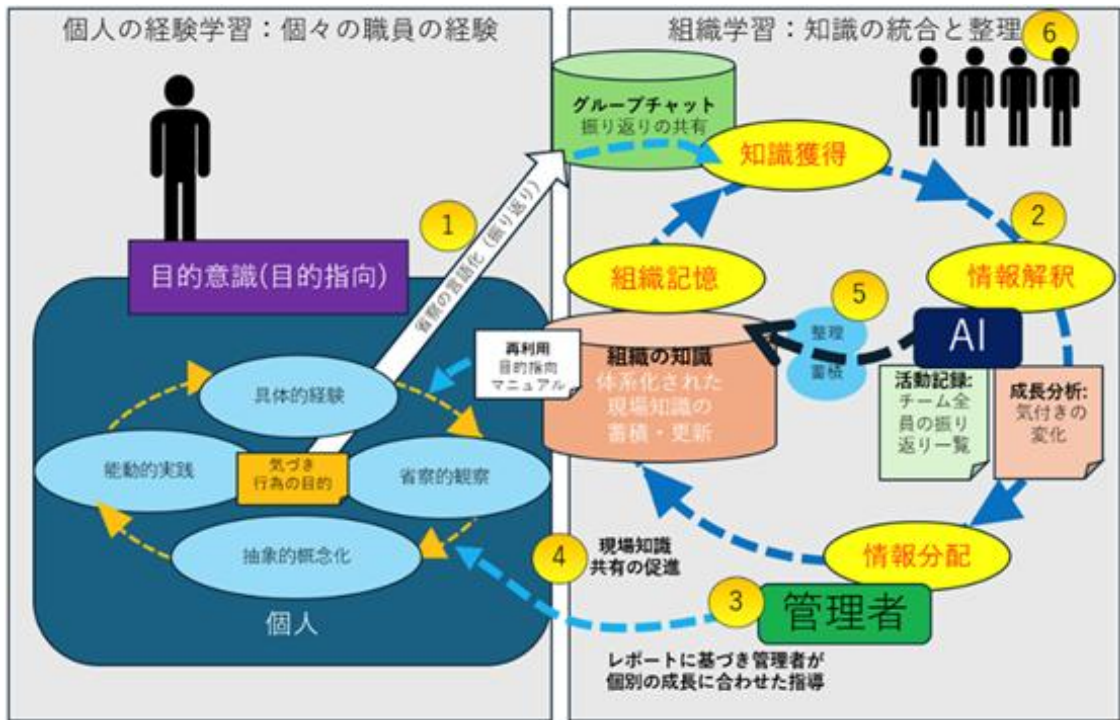 個人の経験学習：個々の職員の経験
目的意識(目的指向)
1
省察の言語化（振り返り）
具体的経験
能動的実践
気づき
行為の目的
省察的観察
抽象的概念化
個人
組織学習：知識の統合と整理
6
グループチャット
振り返りの共有
知識獲得
2
組織記憶
情報解釈
5
整理
蓄積
AI
再利用
目的指向
マニュアル
組織の知識
体系化された
現場知識の
蓄積・更新
活動記録:
チーム全
員の振り
返り一覧
成長分析:
気付きの
変化
4
現場知識
共有の促進
情報分配
3
管理者
レポートに基づき管理者が
個別の成長に合わせた指導